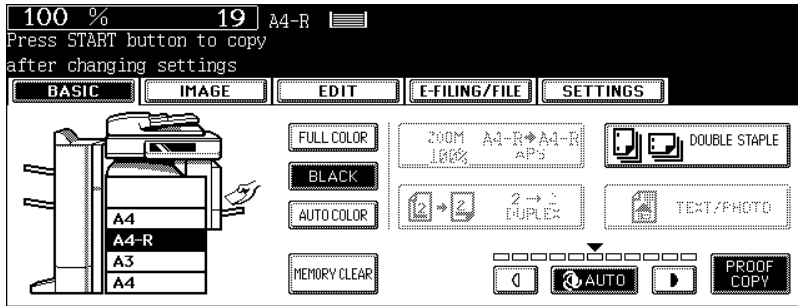 100 % 19 A4-R
Press START button to copy
after changing settings
BASIC IMAGE EDIT E-FILING/FILE SETTINGS
FULL COLOR
BLACK
AUTO COLOR
MEMORY CLEAR
ZOOM A4-R→A4-R
100% APS
DOUBLE STAPLE
2 → 2 2 → 2
DUPLEX
TEXT/PHOTO
A4
A4-R
A3
A4
AUTO
PROOF
COPY